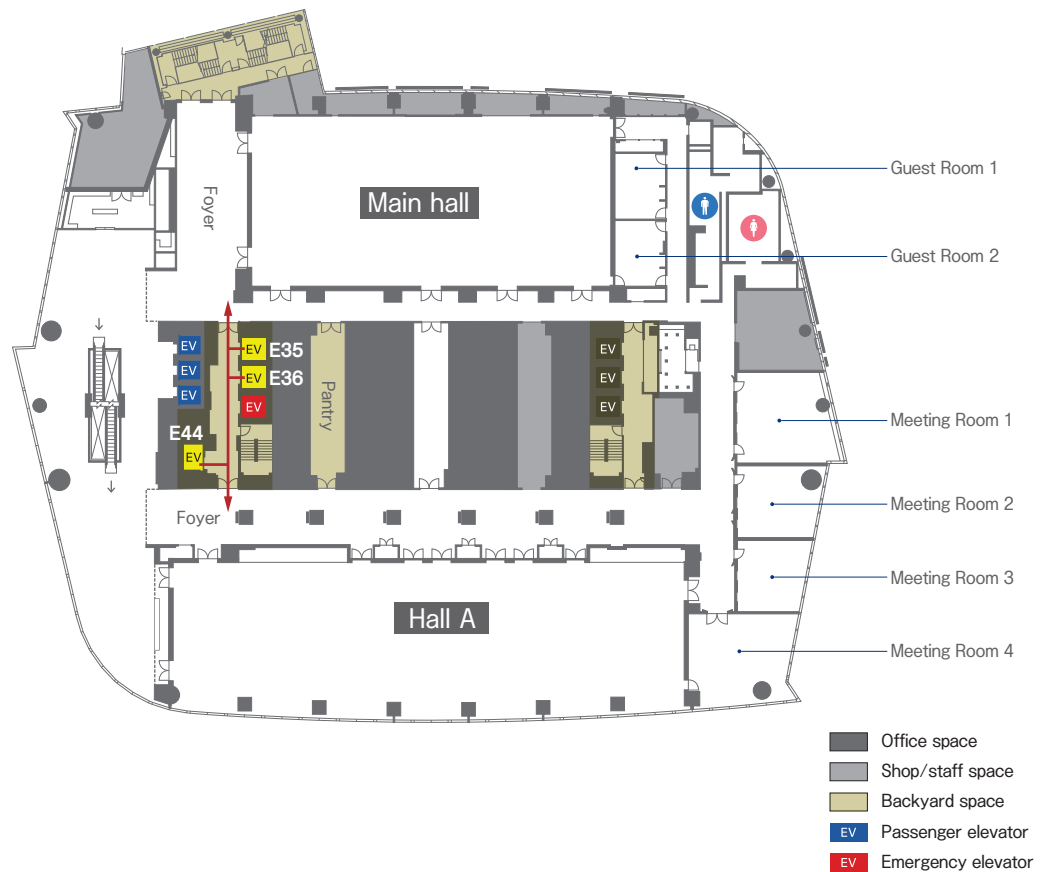 Guest Room 1
Foyer
Main hall
Guest Room 2
EV
EV
E35
EV
EV
EV
E36
EV
EV
Pantry
EV
EV
EV
E44
EV
Meeting Room 1
Meeting Room 2
Foyer
Meeting Room 3
Hall A
Meeting Room 4
Office space
Shop/staff space
Backyard space
EV Passenger elevator
EV Emergency elevator